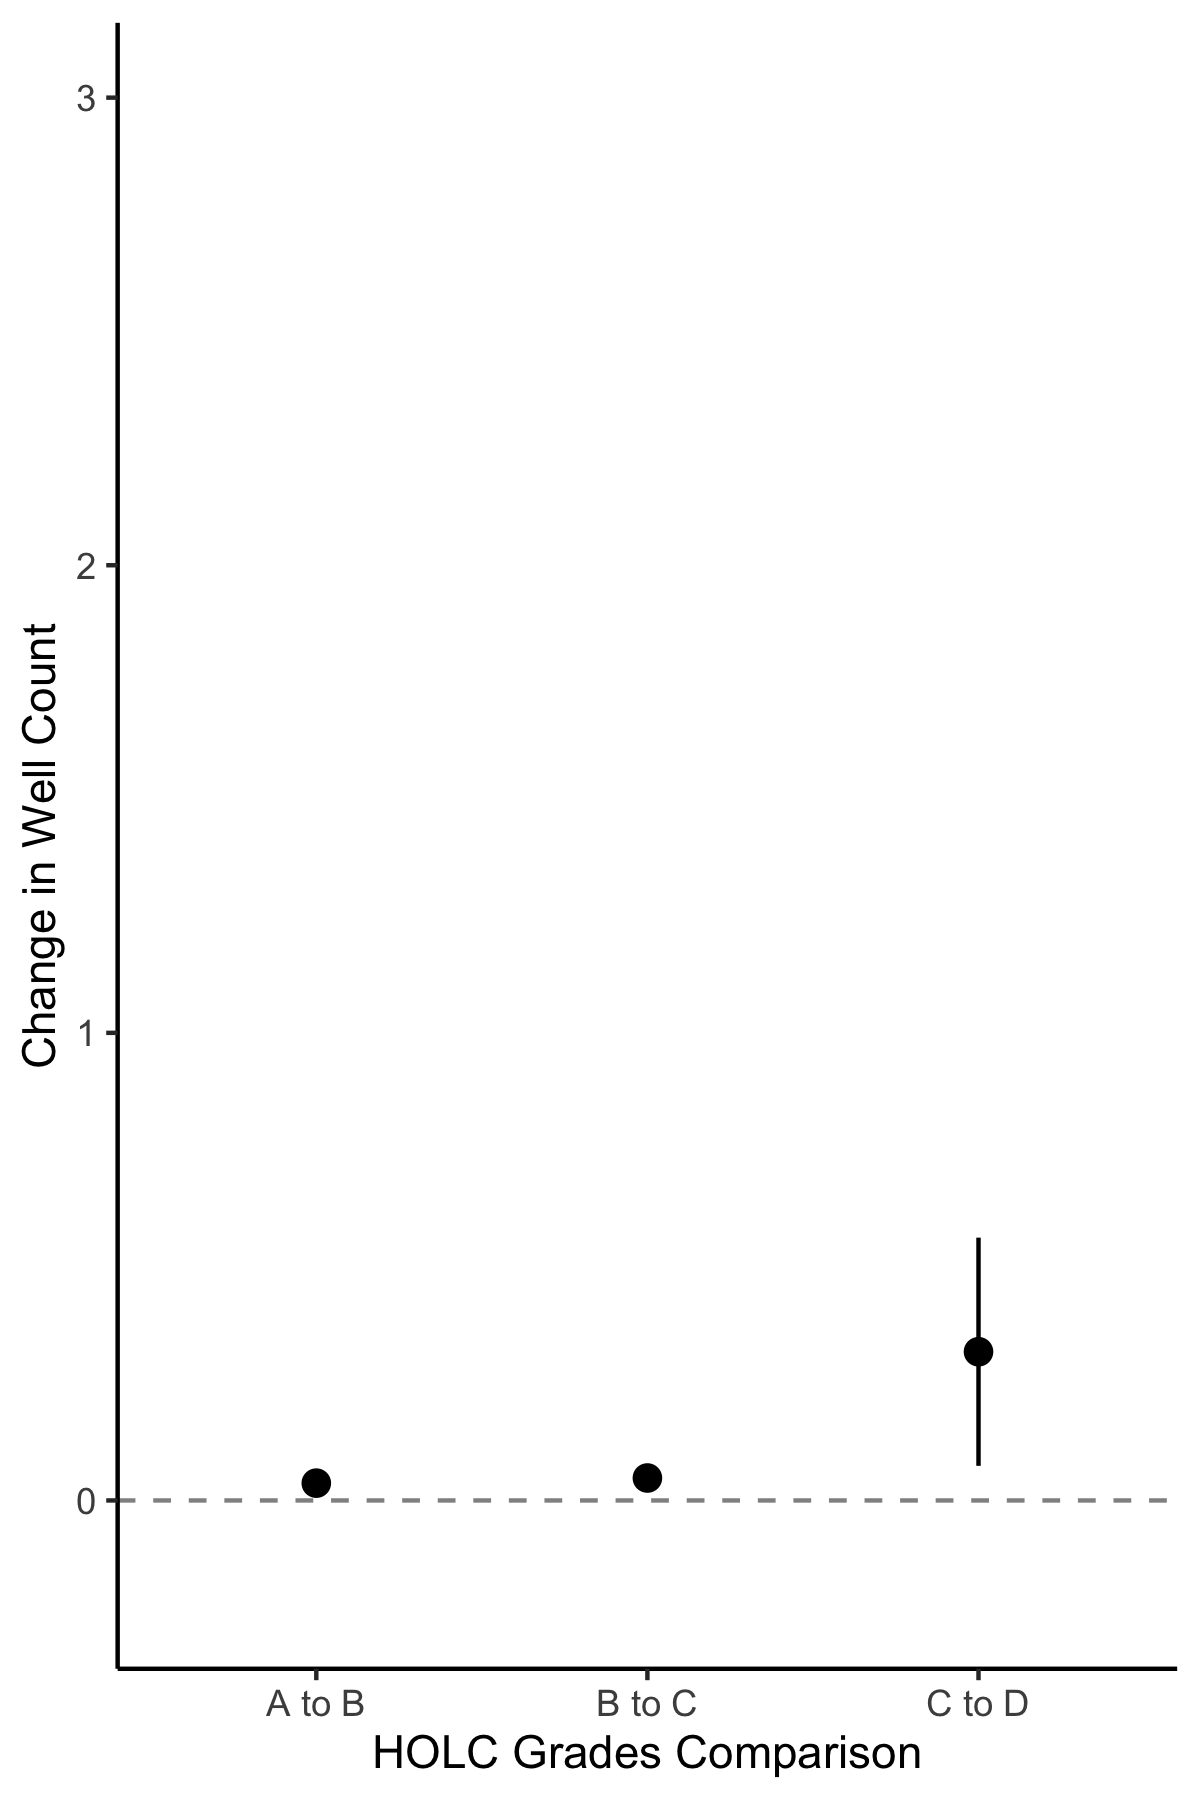 Change in Well Count
3
2
1
0
A to B
B to C
C to D
HOLC Grades Comparison